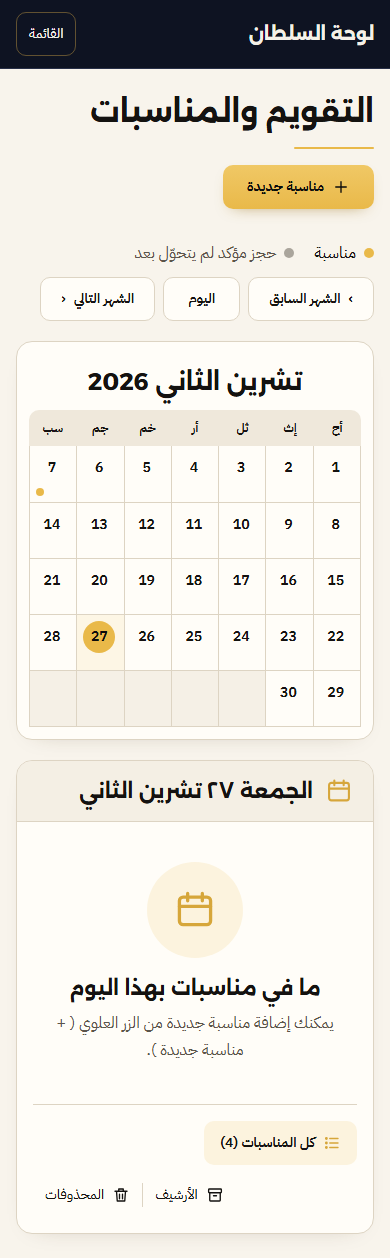 لوحة السلطان
القائمة
التقويم والمناسبات
+ مناسبة جديدة
مناسبة
حجز مؤكد لم يتحوّل بعد
‹ الشهر السابق
اليوم
الشهر التالي ›
تشرين الثاني 2026
أح إث ثل أر خم جم سب
1 2 3 4 5 6 7
8 9 10 11 12 13 14
15 16 17 18 19 20 21
22 23 24 25 26 27 28
29 30
الجمعة ٢٧ تشرين الثاني
ما في مناسبات بهذا اليوم
يمكنك إضافة مناسبة جديدة من الزر العلوي ( +
مناسبة جديدة ).
كل المناسبات (4)
الأرشيف
المحذوفات